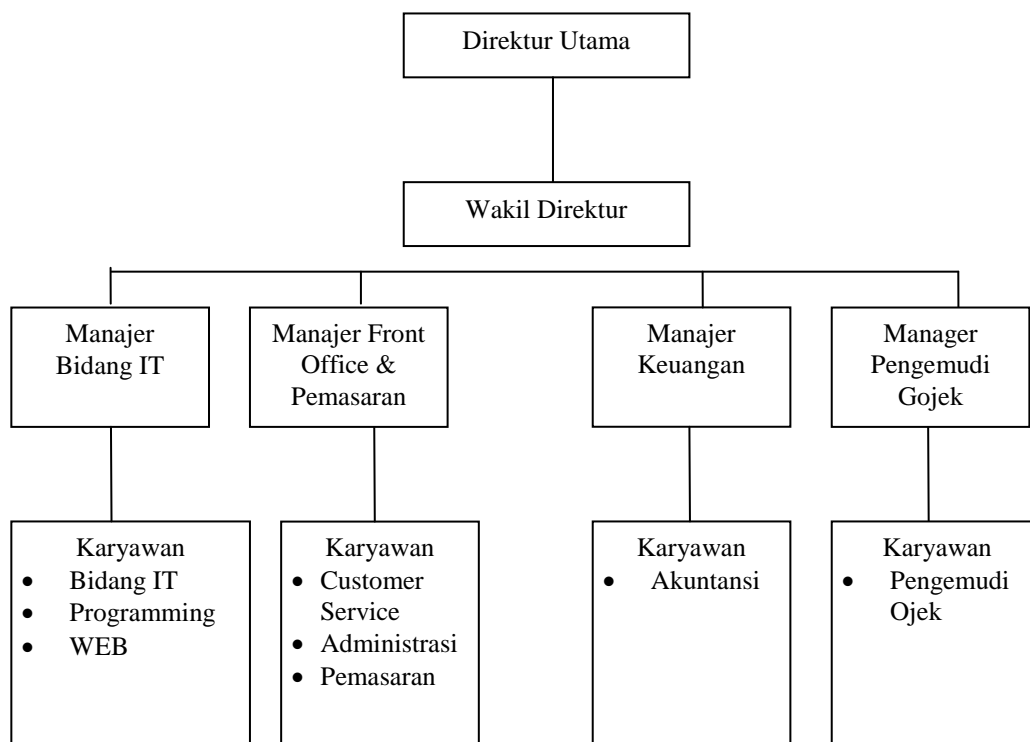 Direktur Utama
Wakil Direktur
Manajer
Bidang IT
Manajer Front
Office &
Pemasaran
Manajer
Keuangan
Manager
Pengemudi
Gojek
Karyawan
• Bidang IT
• Programming
• WEB
Karyawan
• Customer
Service
• Administrasi
• Pemasaran
Karyawan
• Akuntansi
Karyawan
• Pengemudi
Ojek